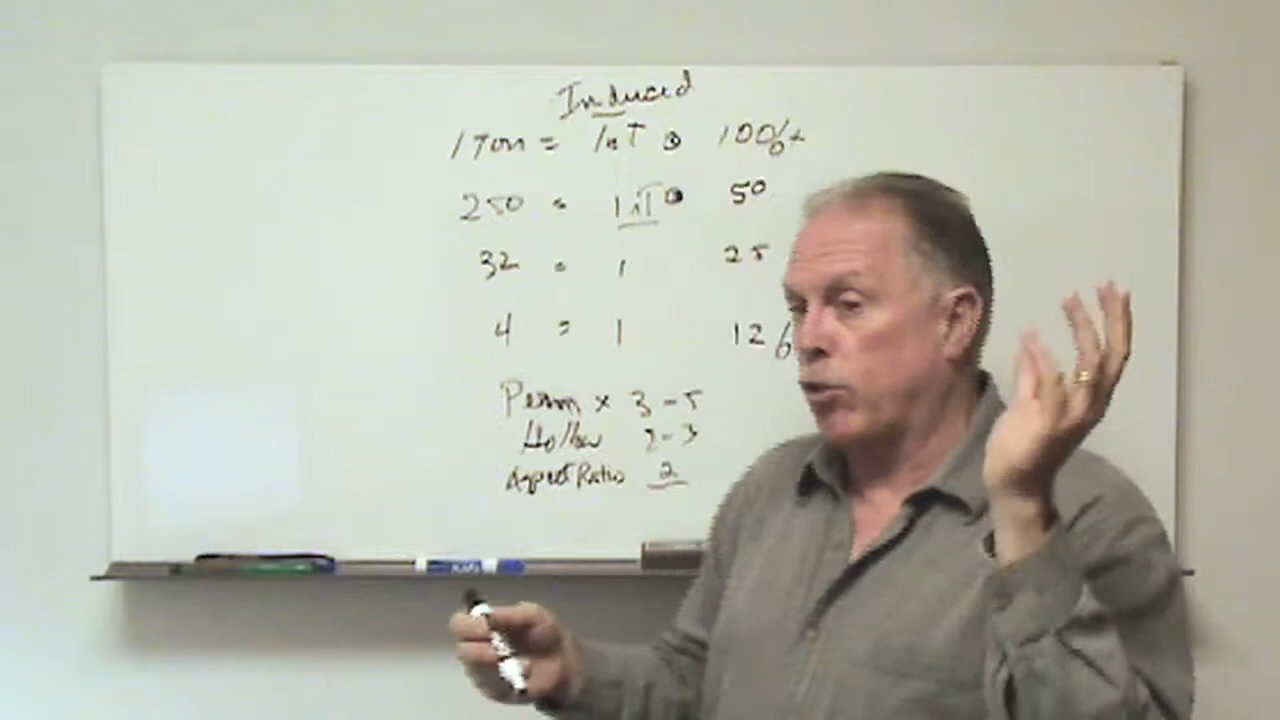 Induced
1 Ton = 1nT @ 100%+
250 = 1nT @ 50
32 = 1 25
4 = 1 12
Perm x 3-5
Hollow 2-3
Aspect Ratio 2
EXPO